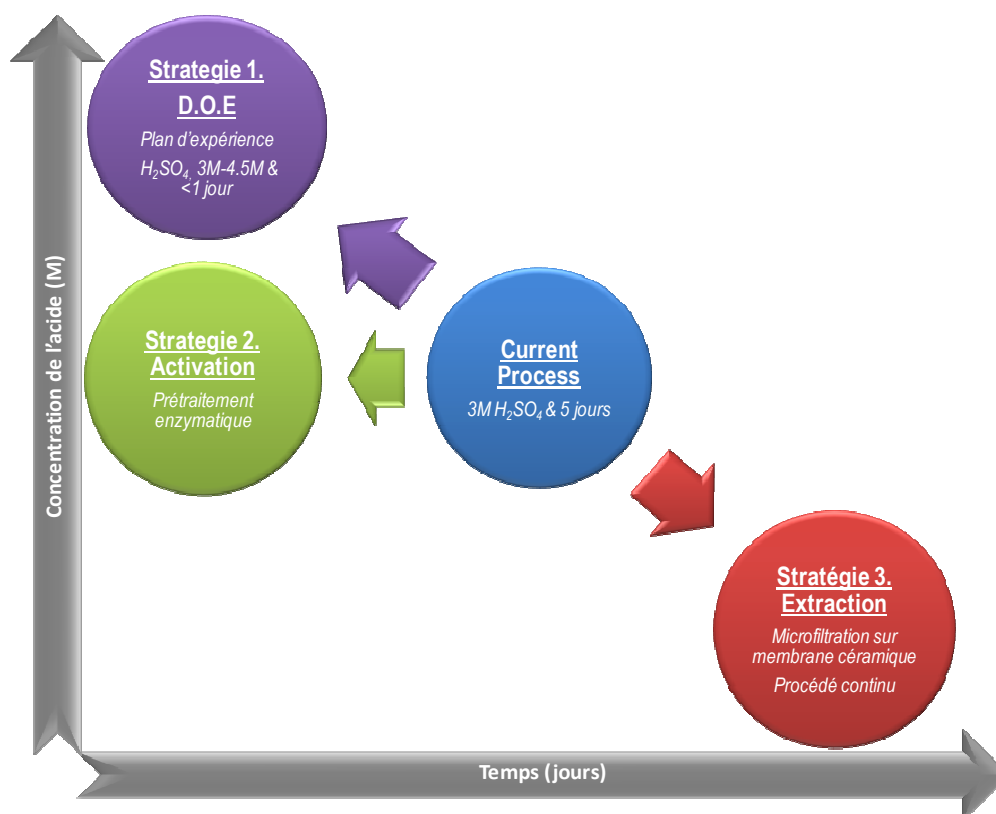 Strategie 1.
D.O.E
Plan d'expérience
H₂SO₄, 3M-4.5M &
<1 jour
Concentration de l'acide (M)
Strategie 2.
Activation
Prétraitement
enzymatique
Current
Process
3M H₂SO₄ & 5 jours
Stratégie 3.
Extraction
Microfiltration sur
membrane céramique
Procédé continu
Temps (jours)